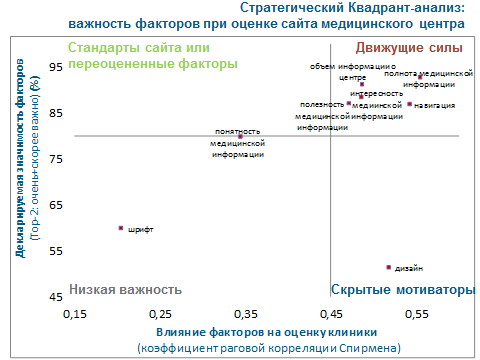 Стратегический Квадрант-анализ:
важность факторов при оценке сайта медицинского центра
Стандарты сайта или
переоцененные факторы
Движущие силы
Декларируемая значимость факторов (%)
(Top-2: очень+скорее важно)
95
85
75
65
55
45
объем информации о
центре
полнота медицинской
информации
интересность
медицинской
информации
навигация
полезность
медицинской
информации
понятность
медицинской
информации
шрифт
дизайн
Низкая важность
Скрытые мотиваторы
0,15
0,25
0,35
0,45
0,55
Влияние факторов на оценку клиники
(коэффициент раговой корреляции Спирмена)